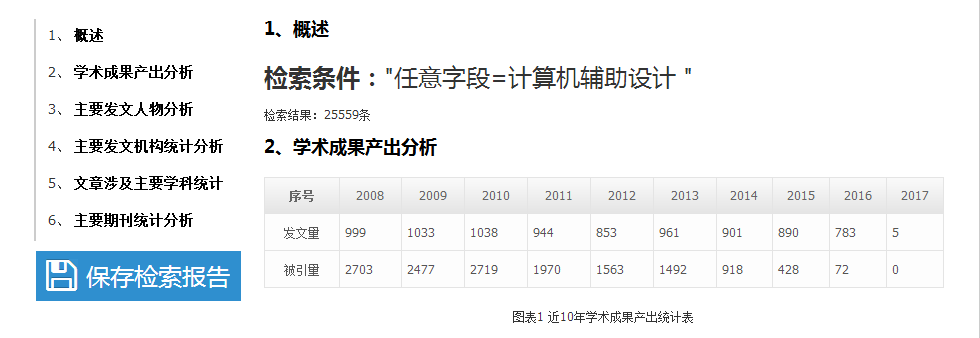 1、 概述
2、 学术成果产出分析
3、 主要发文人物分析
4、 主要发文机构统计分析
5、 文章涉及主要学科统计
6、 主要期刊统计分析
保存检索报告
1、概述
检索条件："任意字段=计算机辅助设计 "
检索结果：25559条
2、学术成果产出分析
序号 2008 2009 2010 2011 2012 2013 2014 2015 2016 2017
发文量 999 1033 1038 944 853 961 901 890 783 5
被引量 2703 2477 2719 1970 1563 1492 918 428 72 0
图表1 近10年学术成果产出统计表